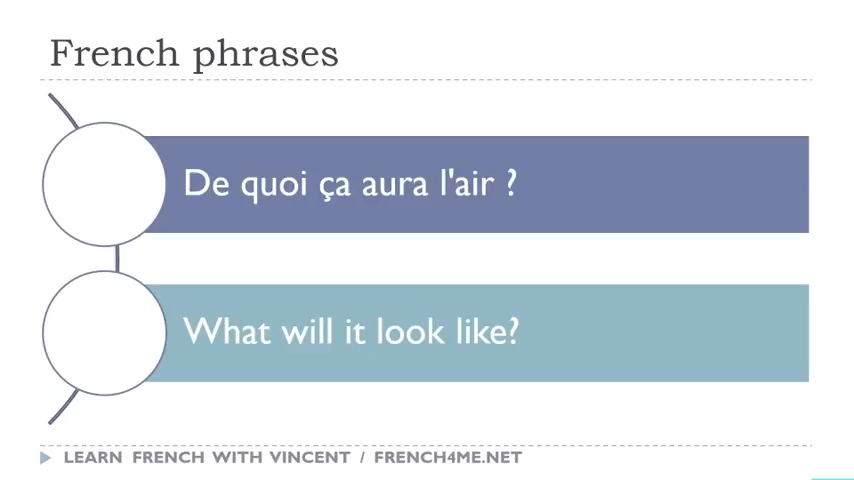 French phrases
De quoi ça aura l'air ?
What will it look like?
LEARN FRENCH WITH VINCENT / FRENCH4ME.NET